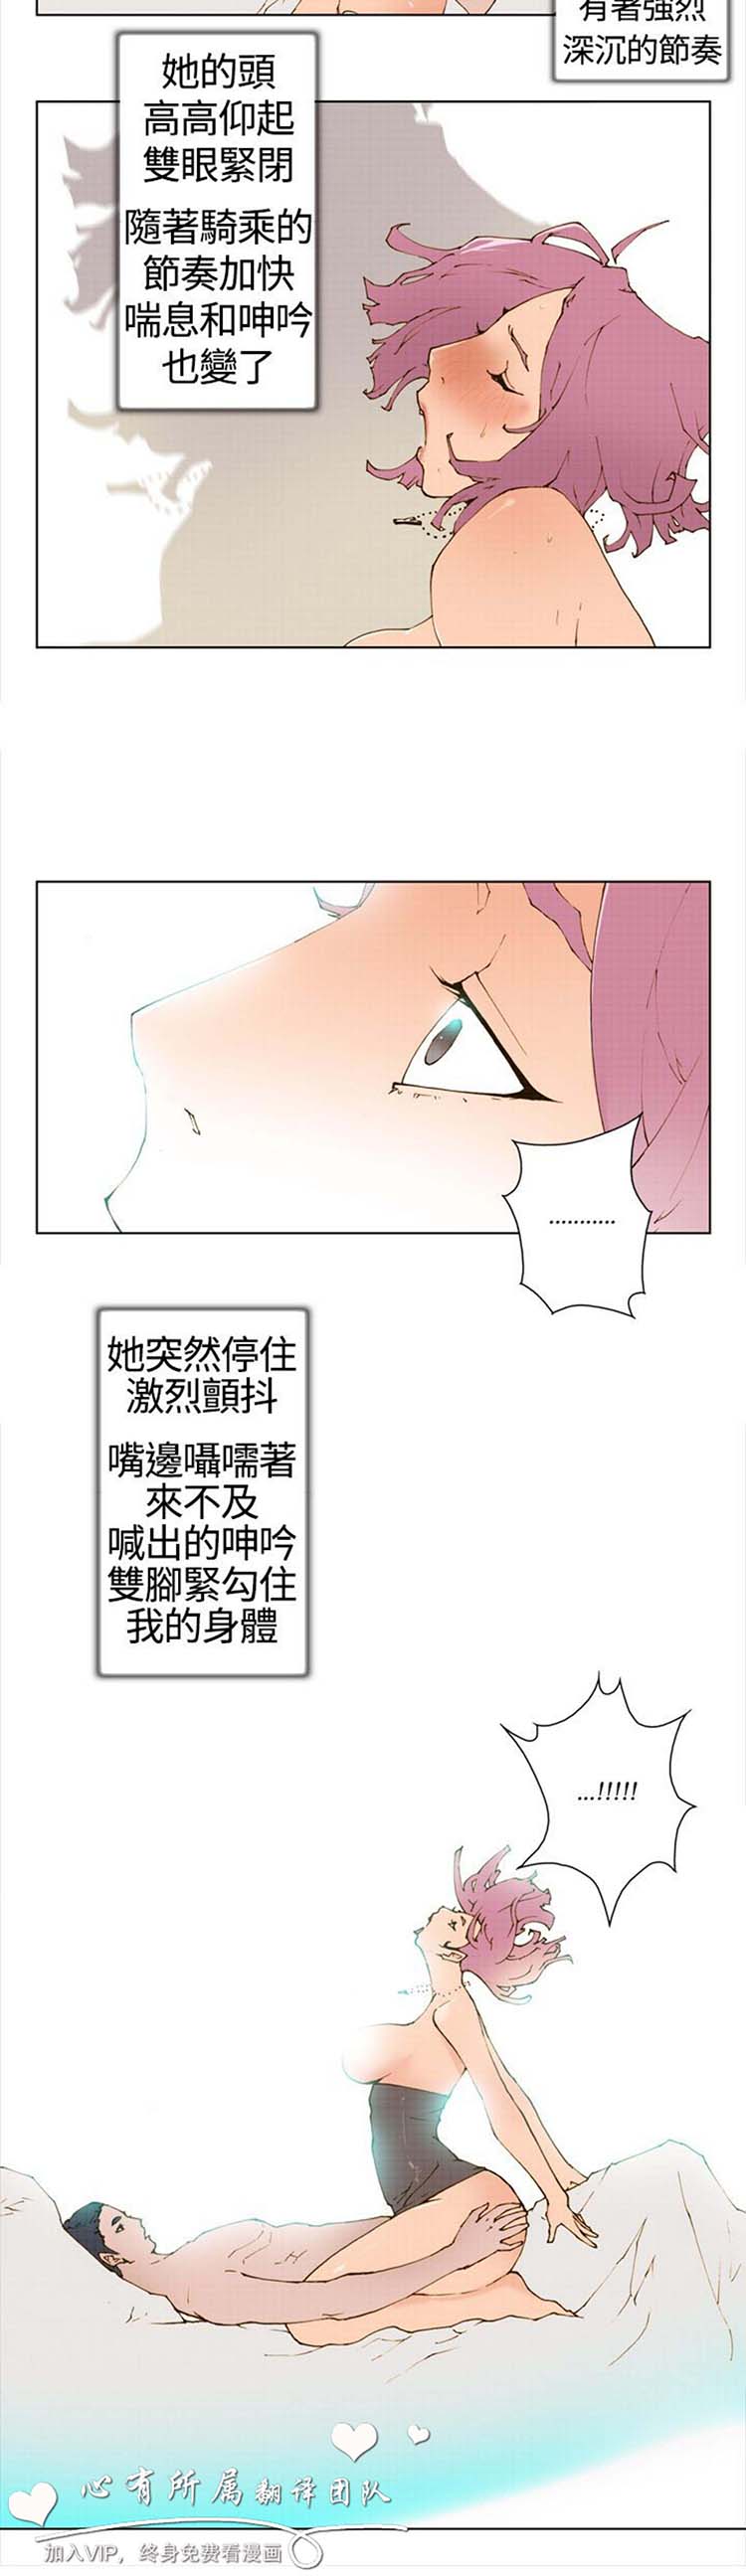 有著強烈
深沉的節奏
她的頭
高高仰起
雙眼緊閉
隨著騎乘的
節奏加快
喘息和呻吟
也變了
............
她突然停住
激烈顫抖
嘴邊囁嚅著
來不及
喊出的呻吟
雙腳緊勾住
我的身體
...!!!!!
心有所属翻译团队
加入VIP，终身免费看漫画